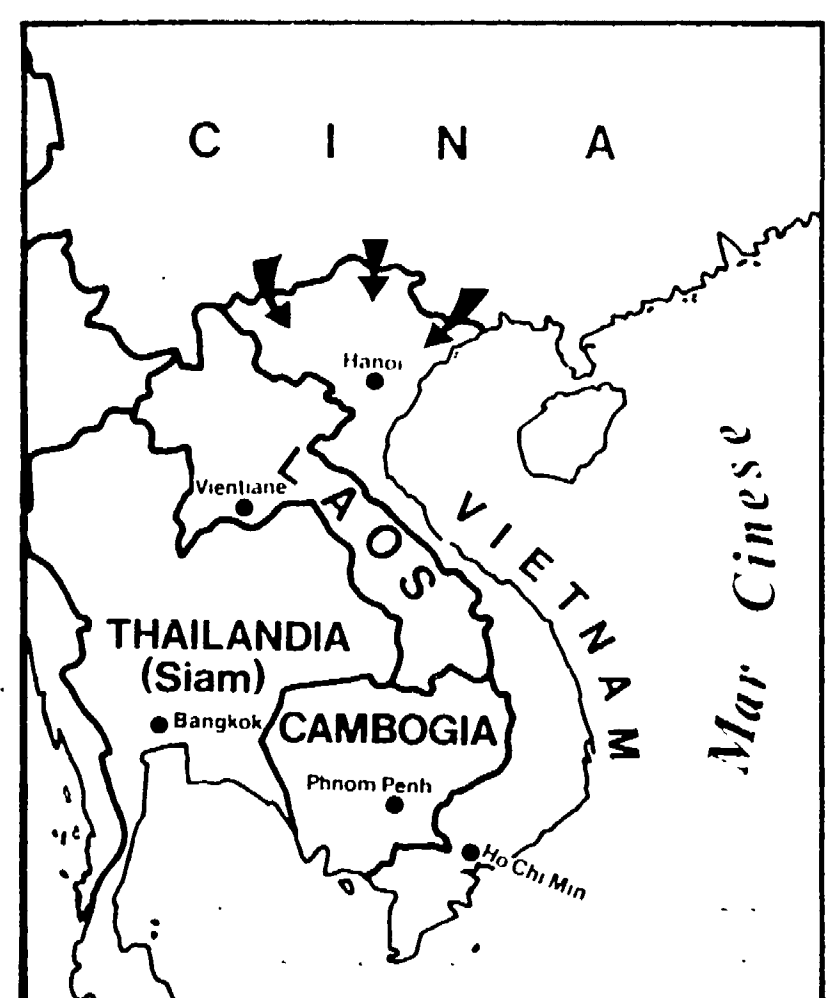 C I N A
Hanoi
Mar Cinese
Vientiane
LAOS
VIETNAM
THAILANDIA
(Siam)
Bangkok
CAMBOGIA
Phnom Penh
Ho Chi Min